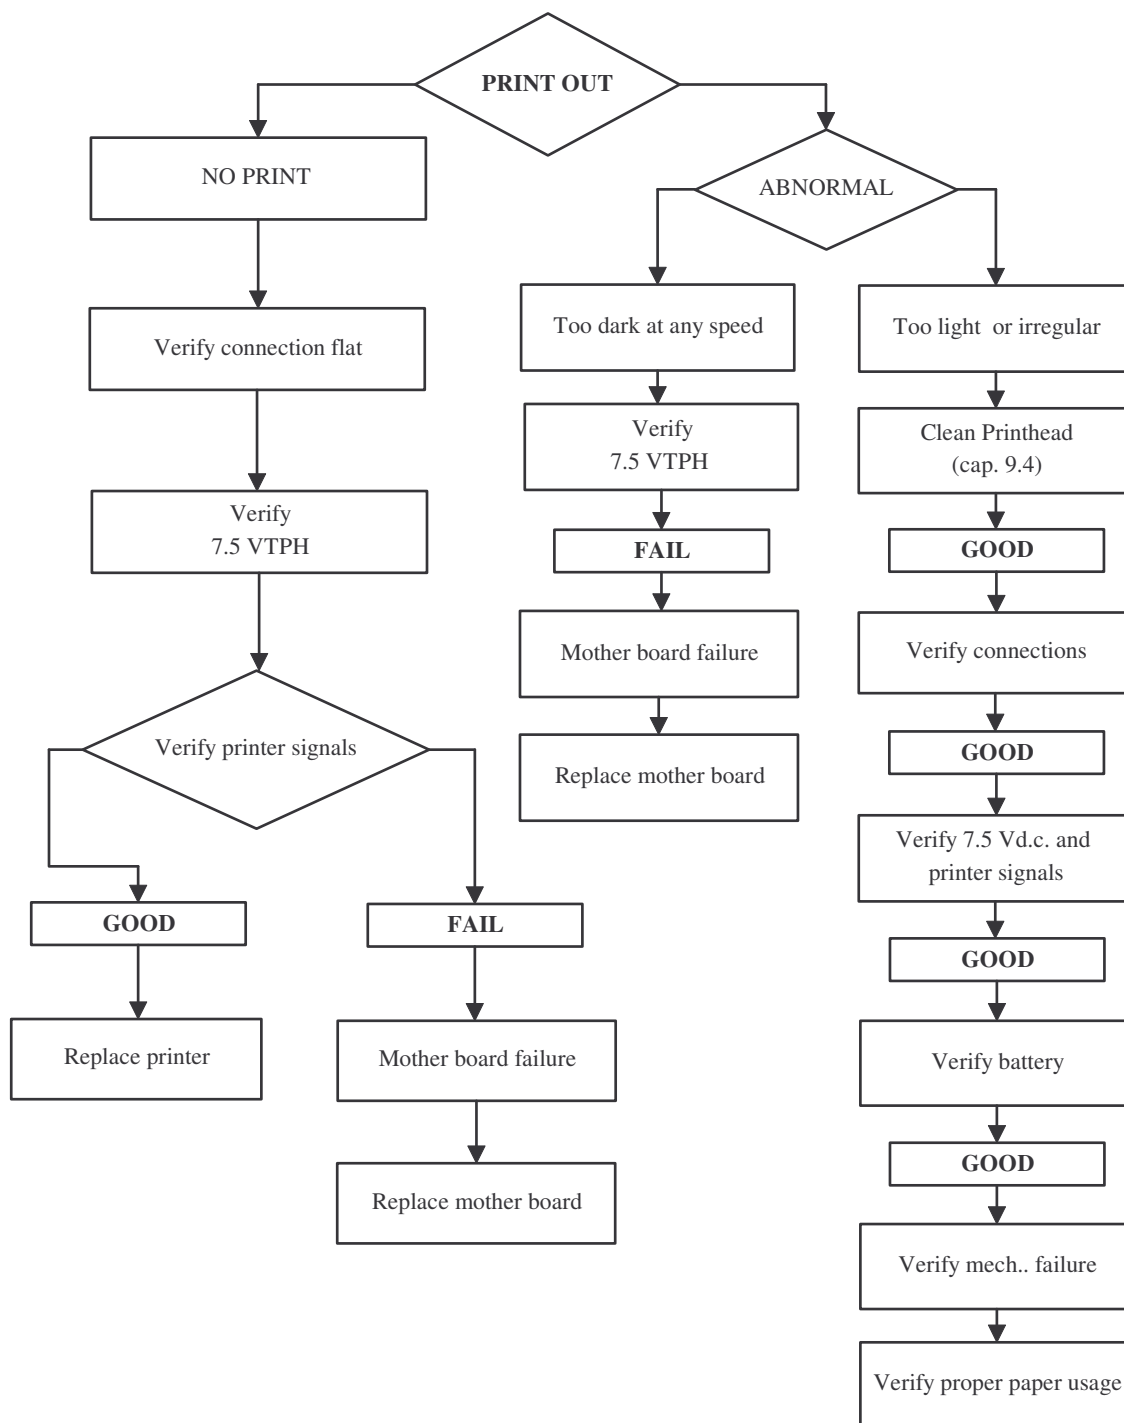 PRINT OUT
NO PRINT
Verify connection flat
Verify
7.5 VTPH
Verify printer signals
GOOD
Replace printer
FAIL
Mother board failure
Replace mother board
ABNORMAL
Too dark at any speed
Verify
7.5 VTPH
FAIL
Mother board failure
Replace mother board
Too light or irregular
Clean Printhead
(cap. 9.4)
GOOD
Verify connections
GOOD
Verify 7.5 Vd.c. and
printer signals
GOOD
Verify battery
GOOD
Verify mech.. failure
Verify proper paper usage